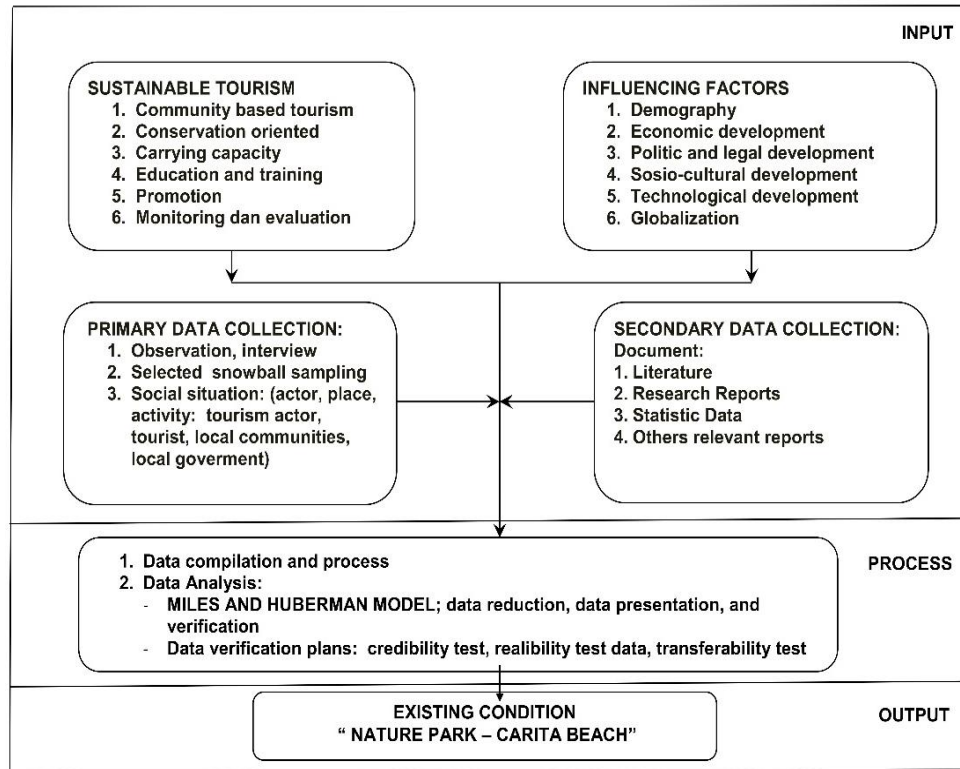 INPUT
SUSTAINABLE TOURISM
1. Community based tourism
2. Conservation oriented
3. Carrying capacity
4. Education and training
5. Promotion
6. Monitoring dan evaluation
INFLUENCING FACTORS
1. Demography
2. Economic development
3. Politic and legal development
4. Sosio-cultural development
5. Technological development
6. Globalization
PRIMARY DATA COLLECTION:
1. Observation, interview
2. Selected snowball sampling
3. Social situation: (actor, place,
activity: tourism actor,
tourist, local communities,
local goverment)
SECONDARY DATA COLLECTION:
Document:
1. Literature
2. Research Reports
3. Statistic Data
4. Others relevant reports
PROCESS
1. Data compilation and process
2. Data Analysis:
- MILES AND HUBERMAN MODEL; data reduction, data presentation, and
verification
- Data verification plans: credibility test, realibility test data, transferability test
OUTPUT
EXISTING CONDITION
“ NATURE PARK – CARITA BEACH”